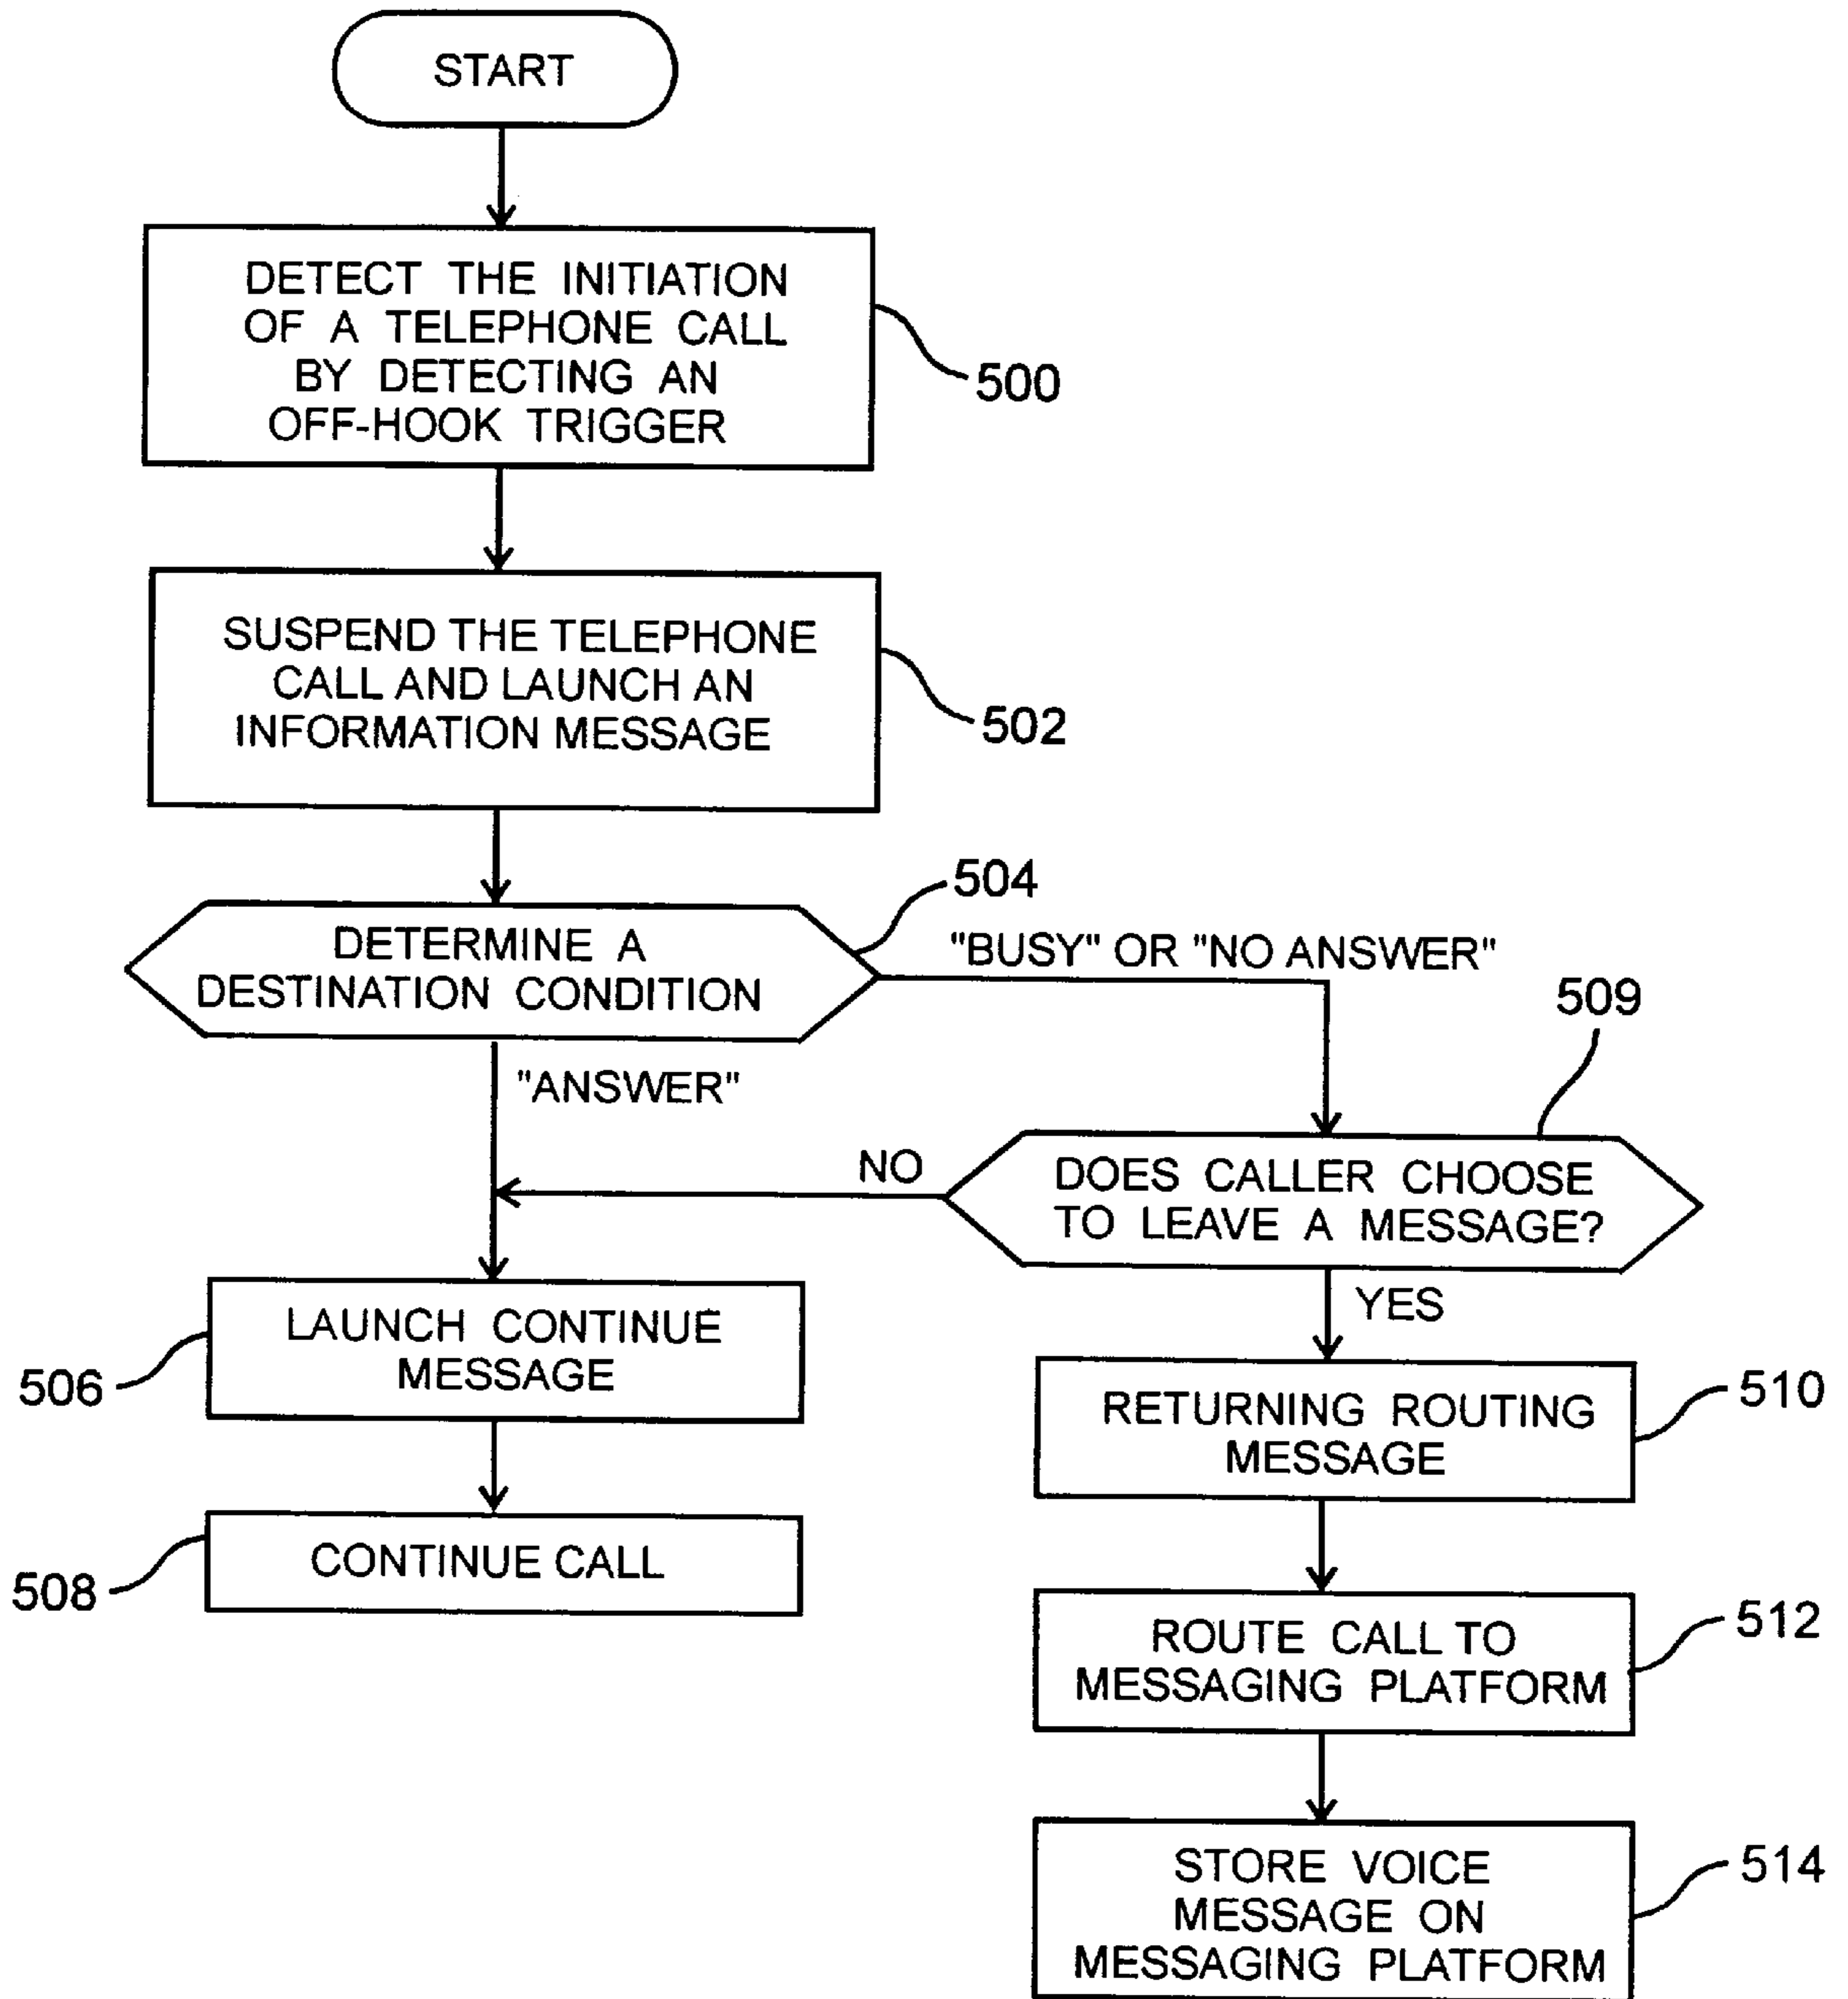 START
DETECT THE INITIATION
OF A TELEPHONE CALL
BY DETECTING AN
OFF-HOOK TRIGGER
500
SUSPEND THE TELEPHONE
CALL AND LAUNCH AN
INFORMATION MESSAGE
502
504
DETERMINE A
DESTINATION CONDITION
"BUSY" OR "NO ANSWER"
509
"ANSWER"
NO
DOES CALLER CHOOSE
TO LEAVE A MESSAGE?
YES
LAUNCH CONTINUE
MESSAGE
506
RETURNING ROUTING
MESSAGE
510
CONTINUE CALL
508
ROUTE CALL TO
MESSAGING PLATFORM
512
STORE VOICE
MESSAGE ON
MESSAGING PLATFORM
514